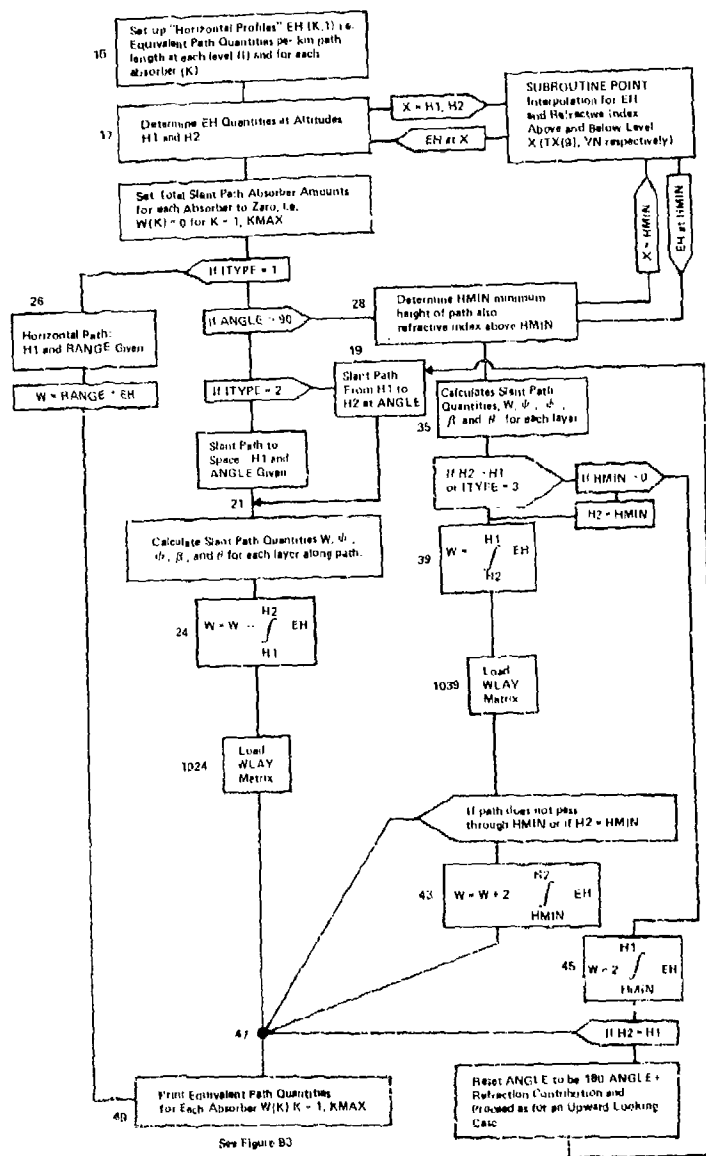 16
Set up "Horizontal Profiles" EH (K,I) i.e.
Equivalent Path Quantities per km path
length at each level (I) and for each
absorber (K)
17
Determine EH Quantities at Altitudes
H1 and H2
X = H1, H2
EH at X
SUBROUTINE POINT
Interpolation for EH
and Refractive Index
Above and Below Level
X (TX(9), YN respectively)
X = HMIN
EH at HMIN
Set Total Slant Path Absorber Amounts
for each Absorber to Zero, i.e.
W(K) = 0 for K = 1, KMAX
If ITYPE = 1
26
Horizontal Path:
H1 and RANGE Given
W = RANGE * EH
If ANGLE > 90
28
Determine HMIN minimum
height of path also
refractive index above HMIN
If ITYPE = 2
19
Slant Path
From H1 to
H2 at ANGLE
35
Calculates Slant Path
Quantities, W, ψ, φ,
β and θ for each layer
Slant Path to
Space H1 and
ANGLE Given
If H2 > H1
or ITYPE = 3
If HMIN > 0
H2 = HMIN
21
Calculate Slant Path Quantities W, ψ,
φ, β, and θ for each layer along path.
24
W = W + ∫ EH
H2
H1
39
W = ∫ EH
H1
H2
1024
Load
WLAY
Matrix
1039
Load
WLAY
Matrix
If path does not pass
through HMIN or if H2 = HMIN
43
W = W + 2 ∫ EH
H2
HMIN
45
W = 2 ∫ EH
H1
HMIN
47
If H2 = H1
Print Equivalent Path Quantities
for Each Absorber W(K) K = 1, KMAX
Reset ANGLE to be 180 ANGLE +
Refraction Contribution and
Proceed as for an Upward Looking
Case
See Figure B3